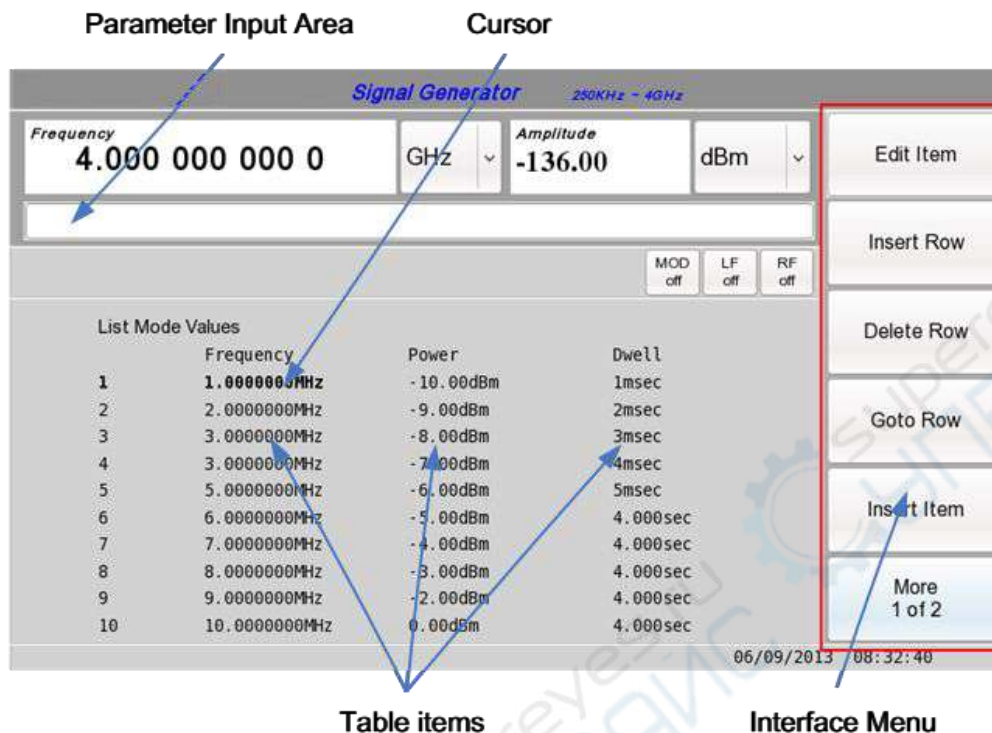 Parameter Input Area Cursor
Signal Generator 250KHz ~ 4GHz
Frequency
4.000 000 000 0 GHz
Amplitude
-136.00 dBm
MOD off LF off RF off
List Mode Values
Frequency Power Dwell
1 1.0000000MHz -10.00dBm 1msec
2 2.0000000MHz -9.00dBm 2msec
3 3.0000000MHz -8.00dBm 3msec
4 3.0000000MHz -7.00dBm 4msec
5 5.0000000MHz -6.00dBm 5msec
6 6.0000000MHz -5.00dBm 4.000sec
7 7.0000000MHz -4.00dBm 4.000sec
8 8.0000000MHz -3.00dBm 4.000sec
9 9.0000000MHz -2.00dBm 4.000sec
10 10.0000000MHz 0.00dBm 4.000sec
Edit Item
Insert Row
Delete Row
Goto Row
Insert Item
More
1 of 2
06/09/2013 08:32:40
Table items Interface Menu